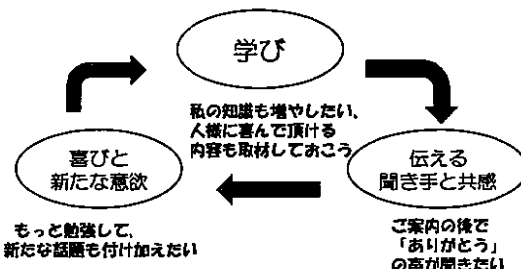 学び
私の知識も増やしたい、
人様に喜んで頂ける
内容も取材しておこう
伝える
聞き手と共感
ご案内の後で
「ありがとう」
の声が聞きたい
喜びと
新たな意欲
もっと勉強して、
新たな話題も付け加えたい